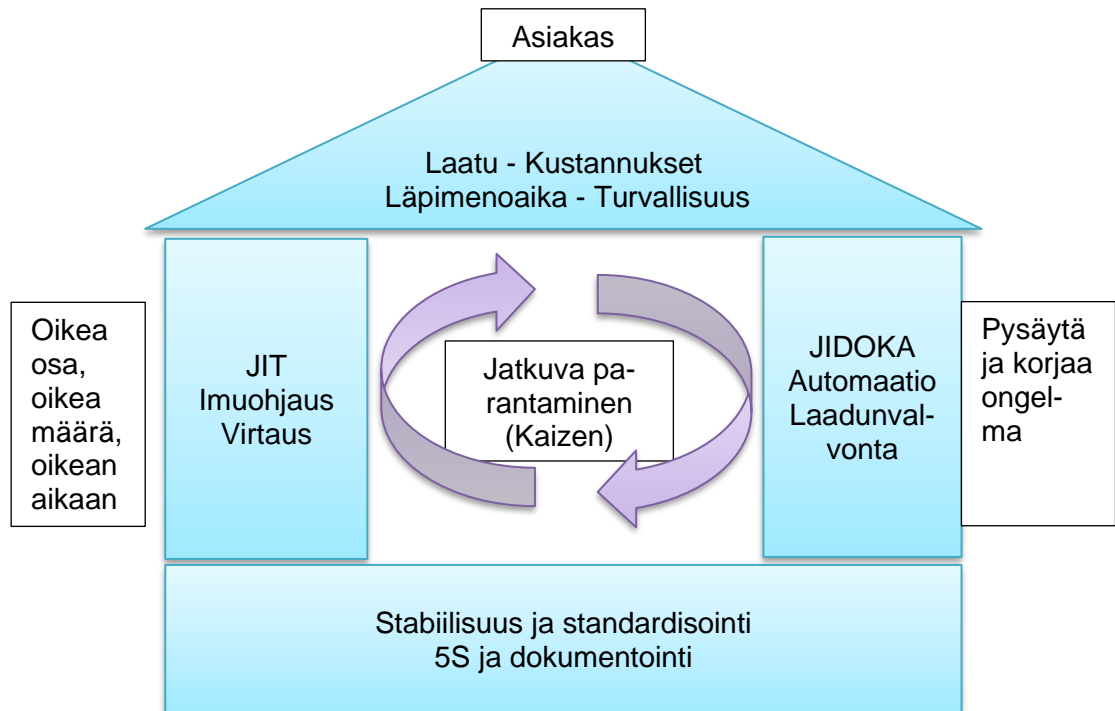 Asiakas
Laatu - Kustannukset
Läpimenoaika - Turvallisuus
Oikea
osa,
oikea
määrä,
oikean
aikaan
JIT
Imuohjaus
Virtaus
Jatkuva pa-
rantaminen
(Kaizen)
JIDOKA
Automaatio
Laadunval-
vonta
Pysäytä
ja korjaa
ongel-
ma
Stabiilisuus ja standardisointi
5S ja dokumentointi